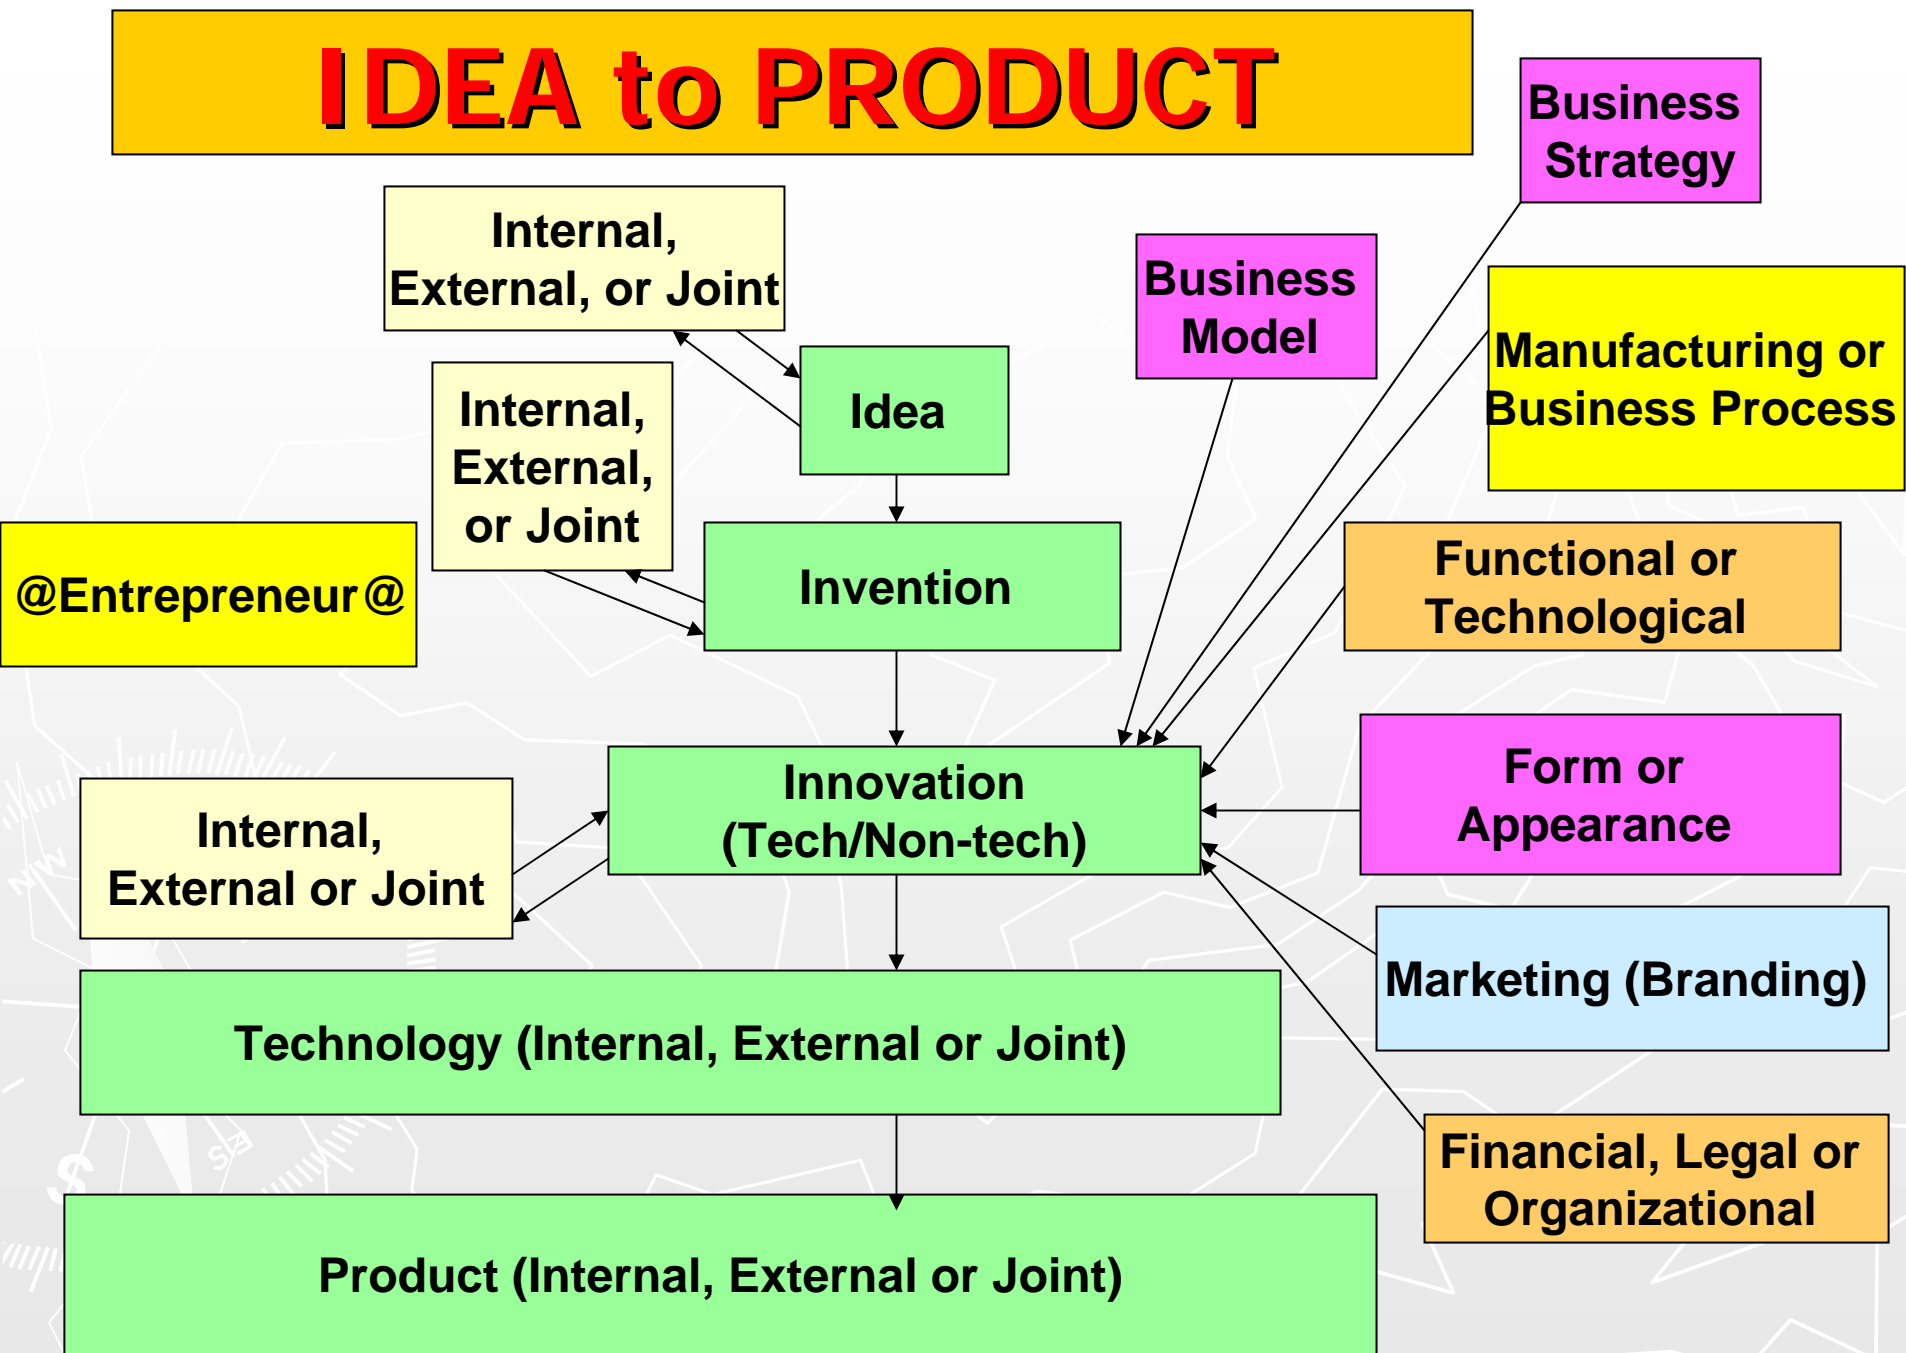 IDEA to PRODUCT
Business
Strategy
Internal,
External, or Joint
Business
Model
Manufacturing or
Business Process
Idea
Internal,
External,
or Joint
@Entrepreneur@
Invention
Functional or
Technological
Innovation
(Tech/Non-tech)
Form or
Appearance
Internal,
External or Joint
Marketing (Branding)
Technology (Internal, External or Joint)
Financial, Legal or
Organizational
Product (Internal, External or Joint)
NW
S
SE